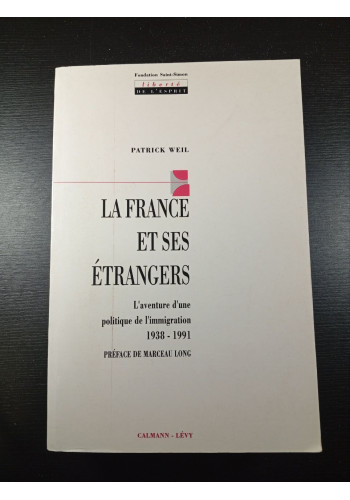 Fondation Saint-Simon
liberté
DE L'ESPRIT
PATRICK WEIL
LA FRANCE
ET SES
ÉTRANGERS
L'aventure d'une
politique de l'immigration
1938 - 1991
PRÉFACE DE MARCEAU LONG
CALMANN - LÉVY